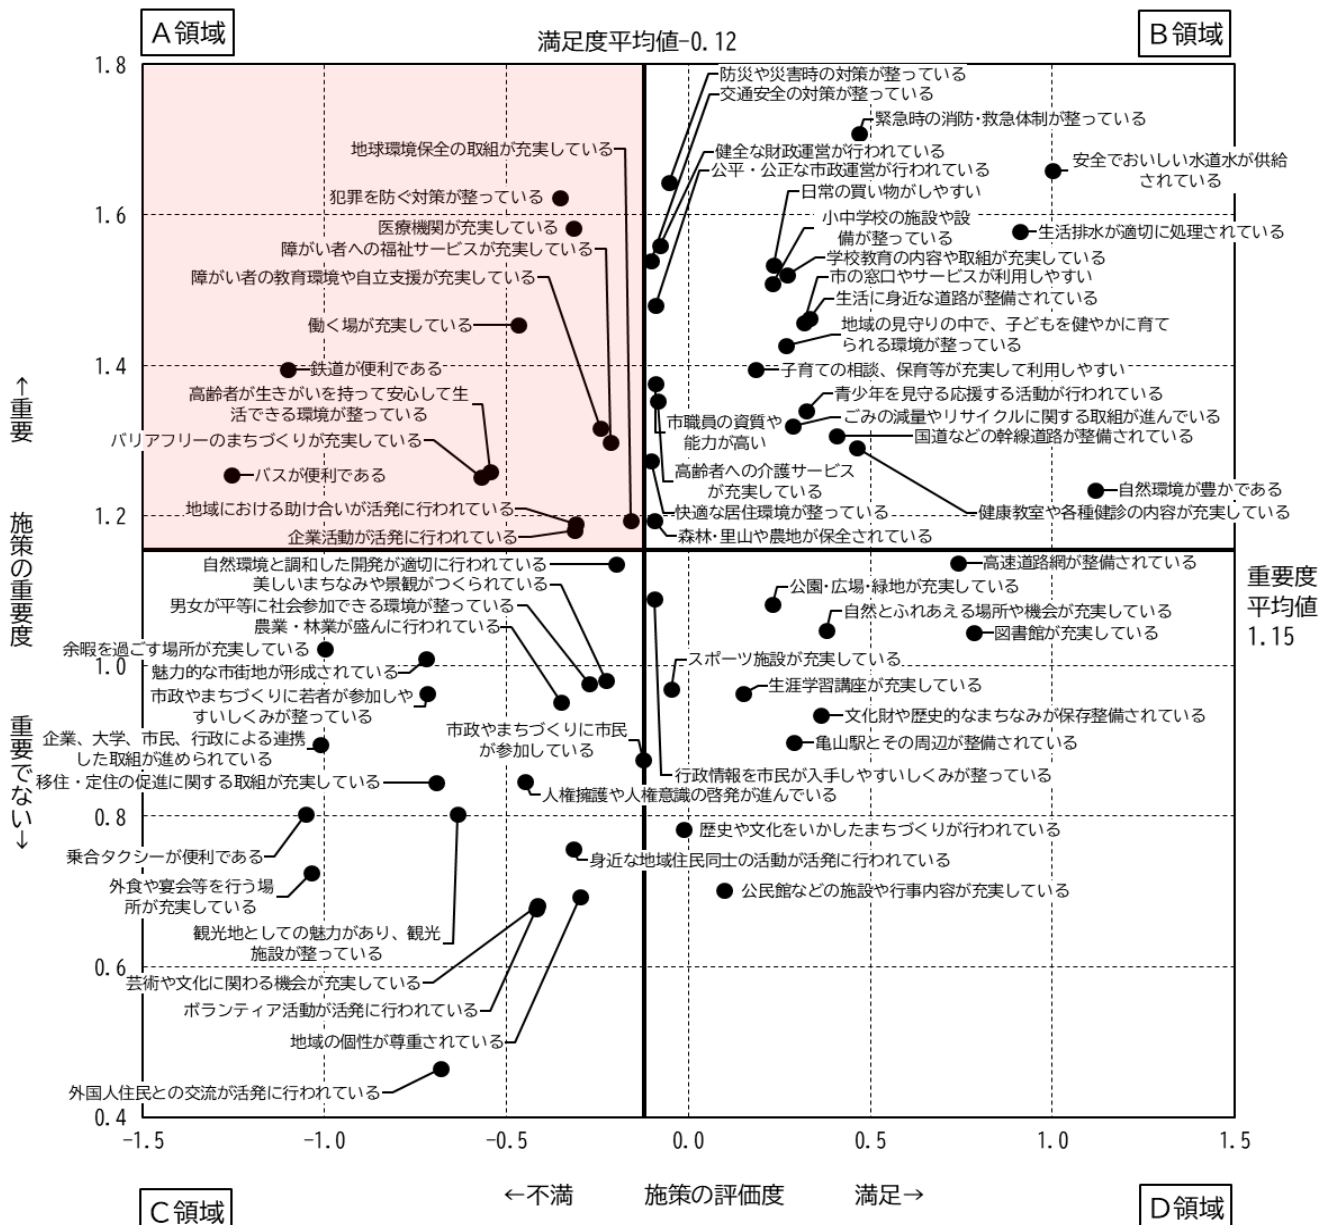 A領域
満足度平均値-0.12
B領域
1.8
防災や災害時の対策が整っている
交通安全の対策が整っている
緊急時の消防・救急体制が整っている
地球環境保全の取組が充実している
健全な財政運営が行われている
公平・公正な市政運営が行われている
安全でおいしい水道水が供給
されている
日常の買い物がしやすい
犯罪を防ぐ対策が整っている
1.6
医療機関が充実している
小中学校の施設や設
備が整っている
生活排水が適切に処理されている
障がい者への福祉サービスが充実している
学校教育の内容や取組が充実している
障がい者の教育環境や自立支援が充実している
市の窓口やサービスが利用しやすい
生活に身近な道路が整備されている
働く場が充実している
地域の見守りの中で、子どもを健やかに育て
られる環境が整っている
1.4
鉄道が便利である
子育ての相談、保育等が充実して利用しやすい
高齢者が生きがいを持って安心して生
活できる環境が整っている
青少年を見守る応援する活動が行われている
市職員の資質や
能力が高い
ごみの減量やリサイクルに関する取組が進んでいる
国道などの幹線道路が整備されている
バリアフリーのまちづくりが充実している
バスが便利である
高齢者への介護サービス
が充実している
自然環境が豊かである
1.2
地域における助け合いが活発に行われている
快適な居住環境が整っている
健康教室や各種健診の内容が充実している
企業活動が活発に行われている
森林・里山や農地が保全されている
←重要 施策の重要度 重要でない→
自然環境と調和した開発が適切に行われている
高速道路網が整備されている
美しいまちなみや景観がつくられている
公園・広場・緑地が充実している
重要度
平均値
1.15
男女が平等に社会参加できる環境が整っている
自然とふれあえる場所や機会が充実している
農業・林業が盛んに行われている
図書館が充実している
余暇を過ごす場所が充実している
1.0
スポーツ施設が充実している
魅力的な市街地が形成されている
生涯学習講座が充実している
市政やまちづくりに若者が参加しや
すいしくみが整っている
文化財や歴史的なまちなみが保存整備されている
市政やまちづくりに市民
が参加している
企業、大学、市民、行政による連携
した取組が進められている
亀山駅とその周辺が整備されている
行政情報を市民が入手しやすいしくみが整っている
移住・定住の促進に関する取組が充実している
人権擁護や人権意識の啓発が進んでいる
0.8
歴史や文化をいかしたまちづくりが行われている
乗合タクシーが便利である
身近な地域住民同士の活動が活発に行われている
外食や宴会等を行う場
所が充実している
公民館などの施設や行事内容が充実している
観光地としての魅力があり、観光
施設が整っている
0.6
芸術や文化に関わる機会が充実している
ボランティア活動が活発に行われている
地域の個性が尊重されている
外国人住民との交流が活発に行われている
0.4
-1.5 -1.0 -0.5 0.0 0.5 1.0 1.5
←不満 施策の評価度 満足→
C領域
D領域